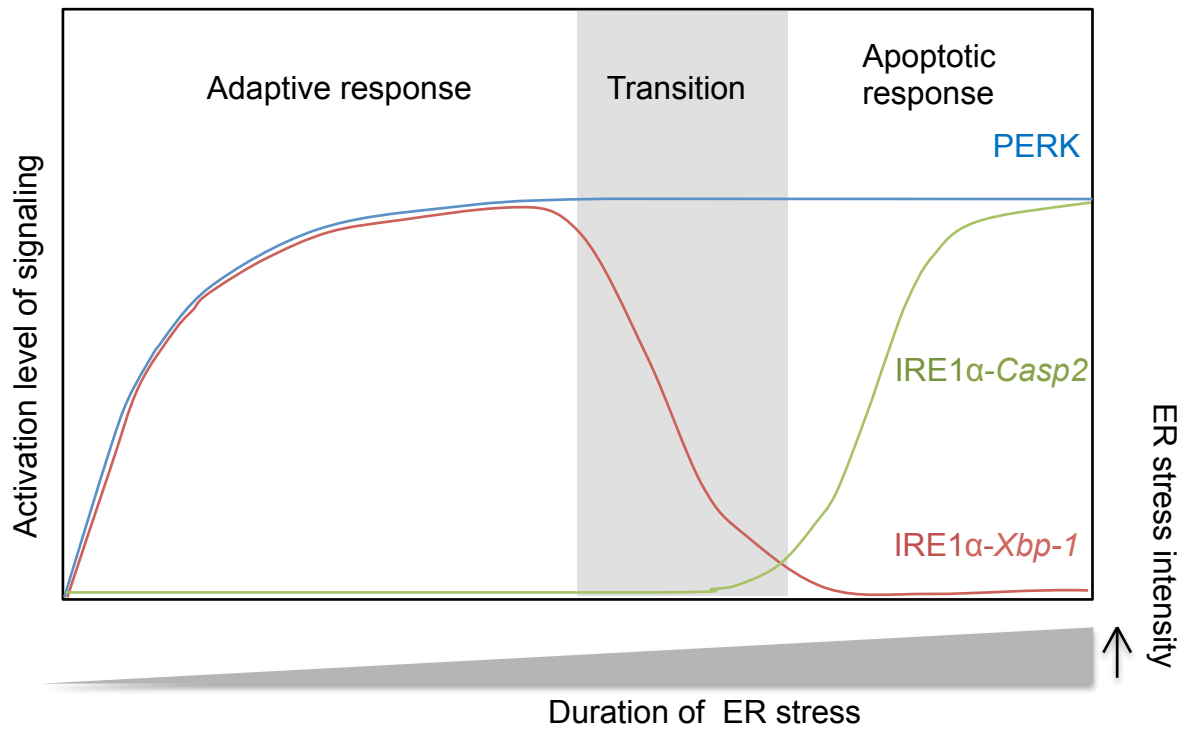 Adaptive response
Transition
Apoptotic
response
PERK
Activation level of signaling
IRE1α-Casp2
IRE1α-Xbp-1
ER stress intensity
Duration of ER stress